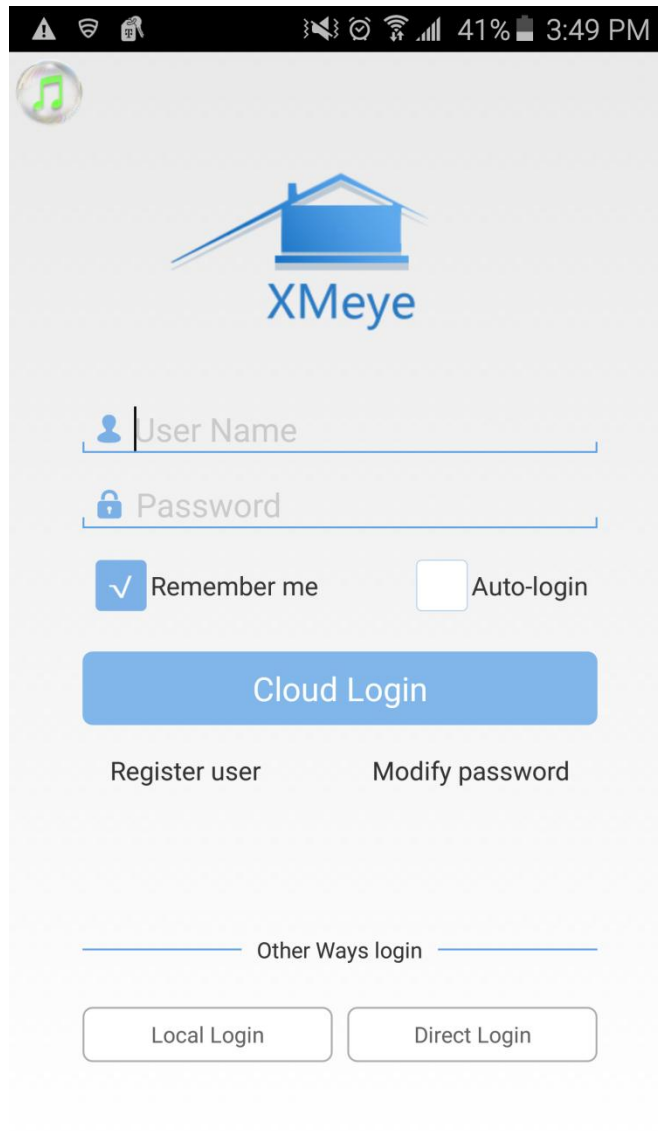 41% 3:49 PM
XMeye
User Name
Password
√ Remember me Auto-login
Cloud Login
Register user Modify password
Other Ways login
Local Login Direct Login